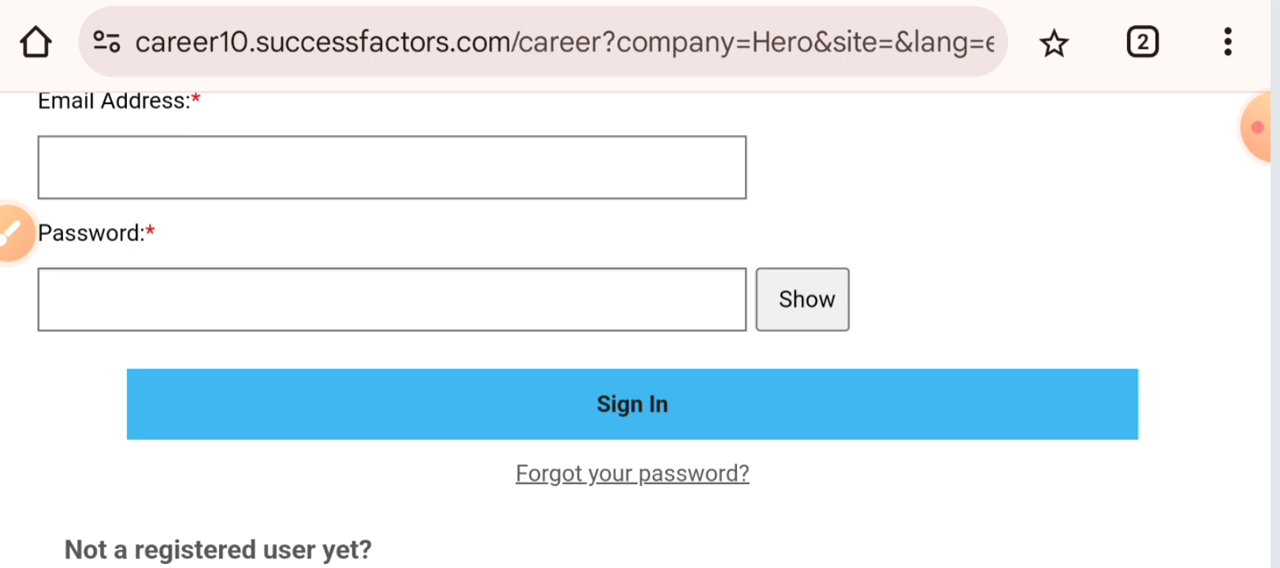 career10.successfactors.com/career?company=Hero&site=&lang=e
2
Email Address:*
Password:*
Show
Sign In
Forgot your password?
Not a registered user yet?